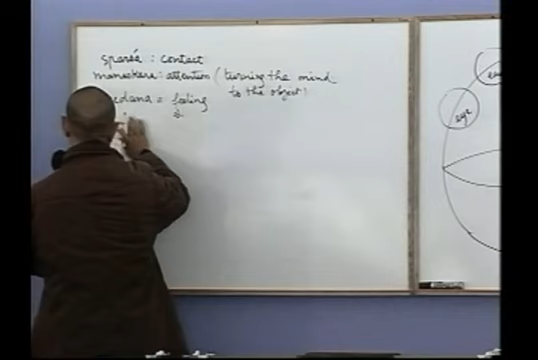 sparśa : contact
manaskara : attention (turning the mind
to the object)
edana = feeling
eye